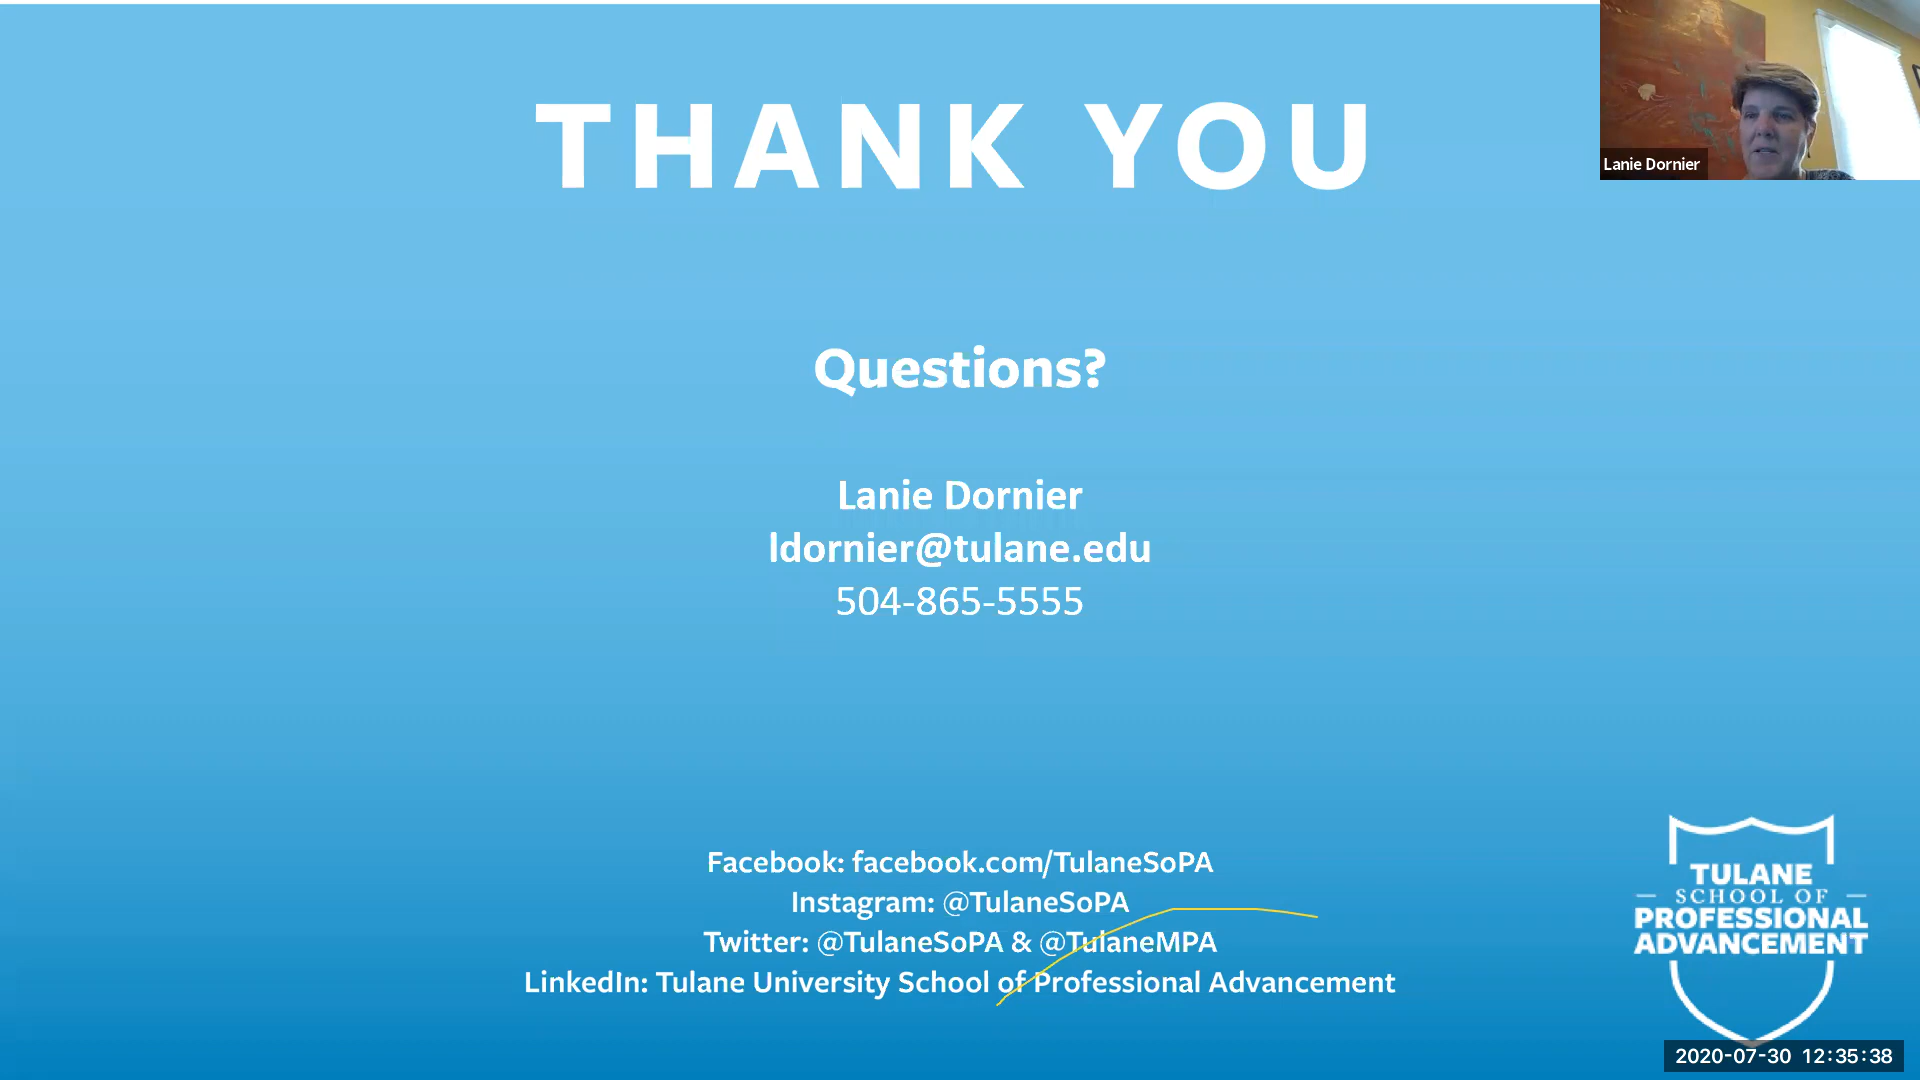 THANK YOU
Lanie Dornier
Questions?
Lanie Dornier
ldornier@tulane.edu
504-865-5555
Facebook: facebook.com/TulaneSoPA
Instagram: @TulaneSoPA
Twitter: @TulaneSoPA & @TulaneMPA
LinkedIn: Tulane University School of Professional Advancement
TULANE
SCHOOL OF
PROFESSIONAL
ADVANCEMENT
2020-07-30 12:35:38